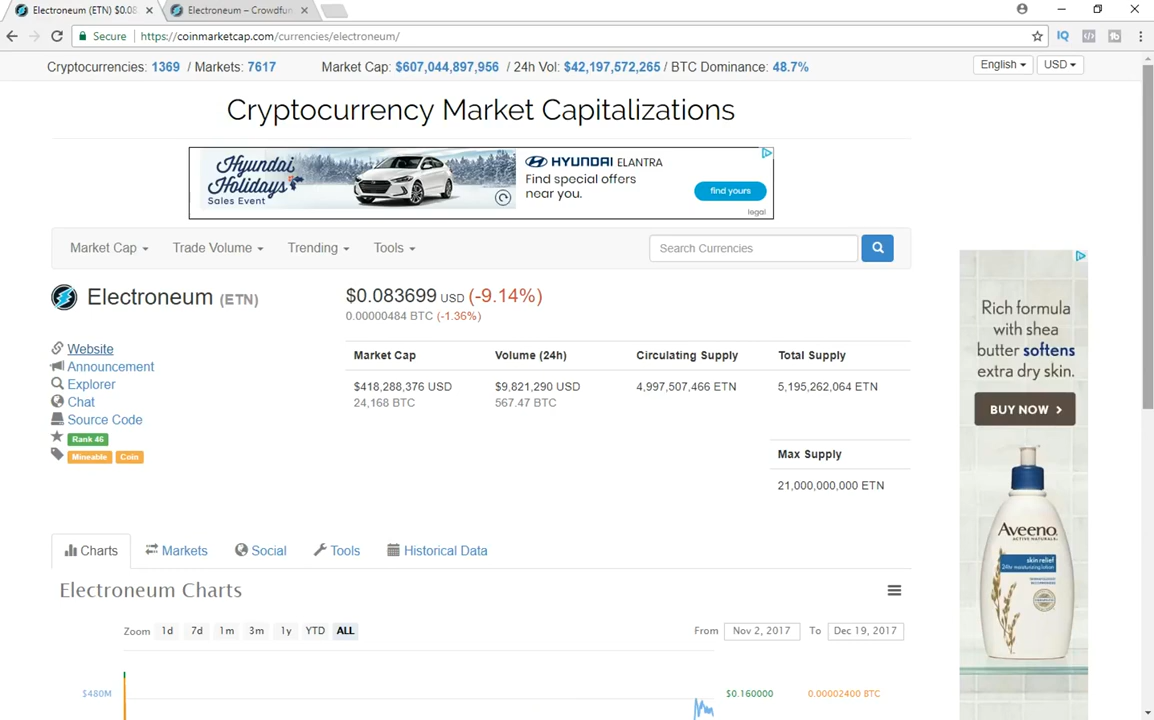 Electroneum (ETN) $0.08
Electroneum – Crowdfun
Secure
https://coinmarketcap.com/currencies/electroneum/
Cryptocurrencies: 1369 / Markets: 7617 Market Cap: $607,044,897,956 / 24h Vol: $42,197,572,265 / BTC Dominance: 48.7% English USD
Cryptocurrency Market Capitalizations
Hyundai
Holidays
Sales Event
HYUNDAI ELANTRA
Find special offers
near you.
find yours
legal
Market Cap Trade Volume Trending Tools Search Currencies
Electroneum (ETN) $0.083699 USD (-9.14%)
0.00000484 BTC (-1.36%)
Website
Announcement
Explorer
Chat
Source Code
Rank 46
Mineable Coin
Market Cap Volume (24h) Circulating Supply Total Supply
$418,288,376 USD $9,821,290 USD 4,997,507,466 ETN 5,195,262,064 ETN
24,168 BTC 567.47 BTC
Max Supply
21,000,000,000 ETN
Rich formula
with shea
butter softens
extra dry skin.
BUY NOW >
Aveeno
ACTIVE NATURALS
skin relief
24hr moisturizing lotion
Charts Markets Social Tools Historical Data
Electroneum Charts
Zoom 1d 7d 1m 3m 1y YTD ALL From Nov 2, 2017 To Dec 19, 2017
$480M $0.160000 0.00002400 BTC